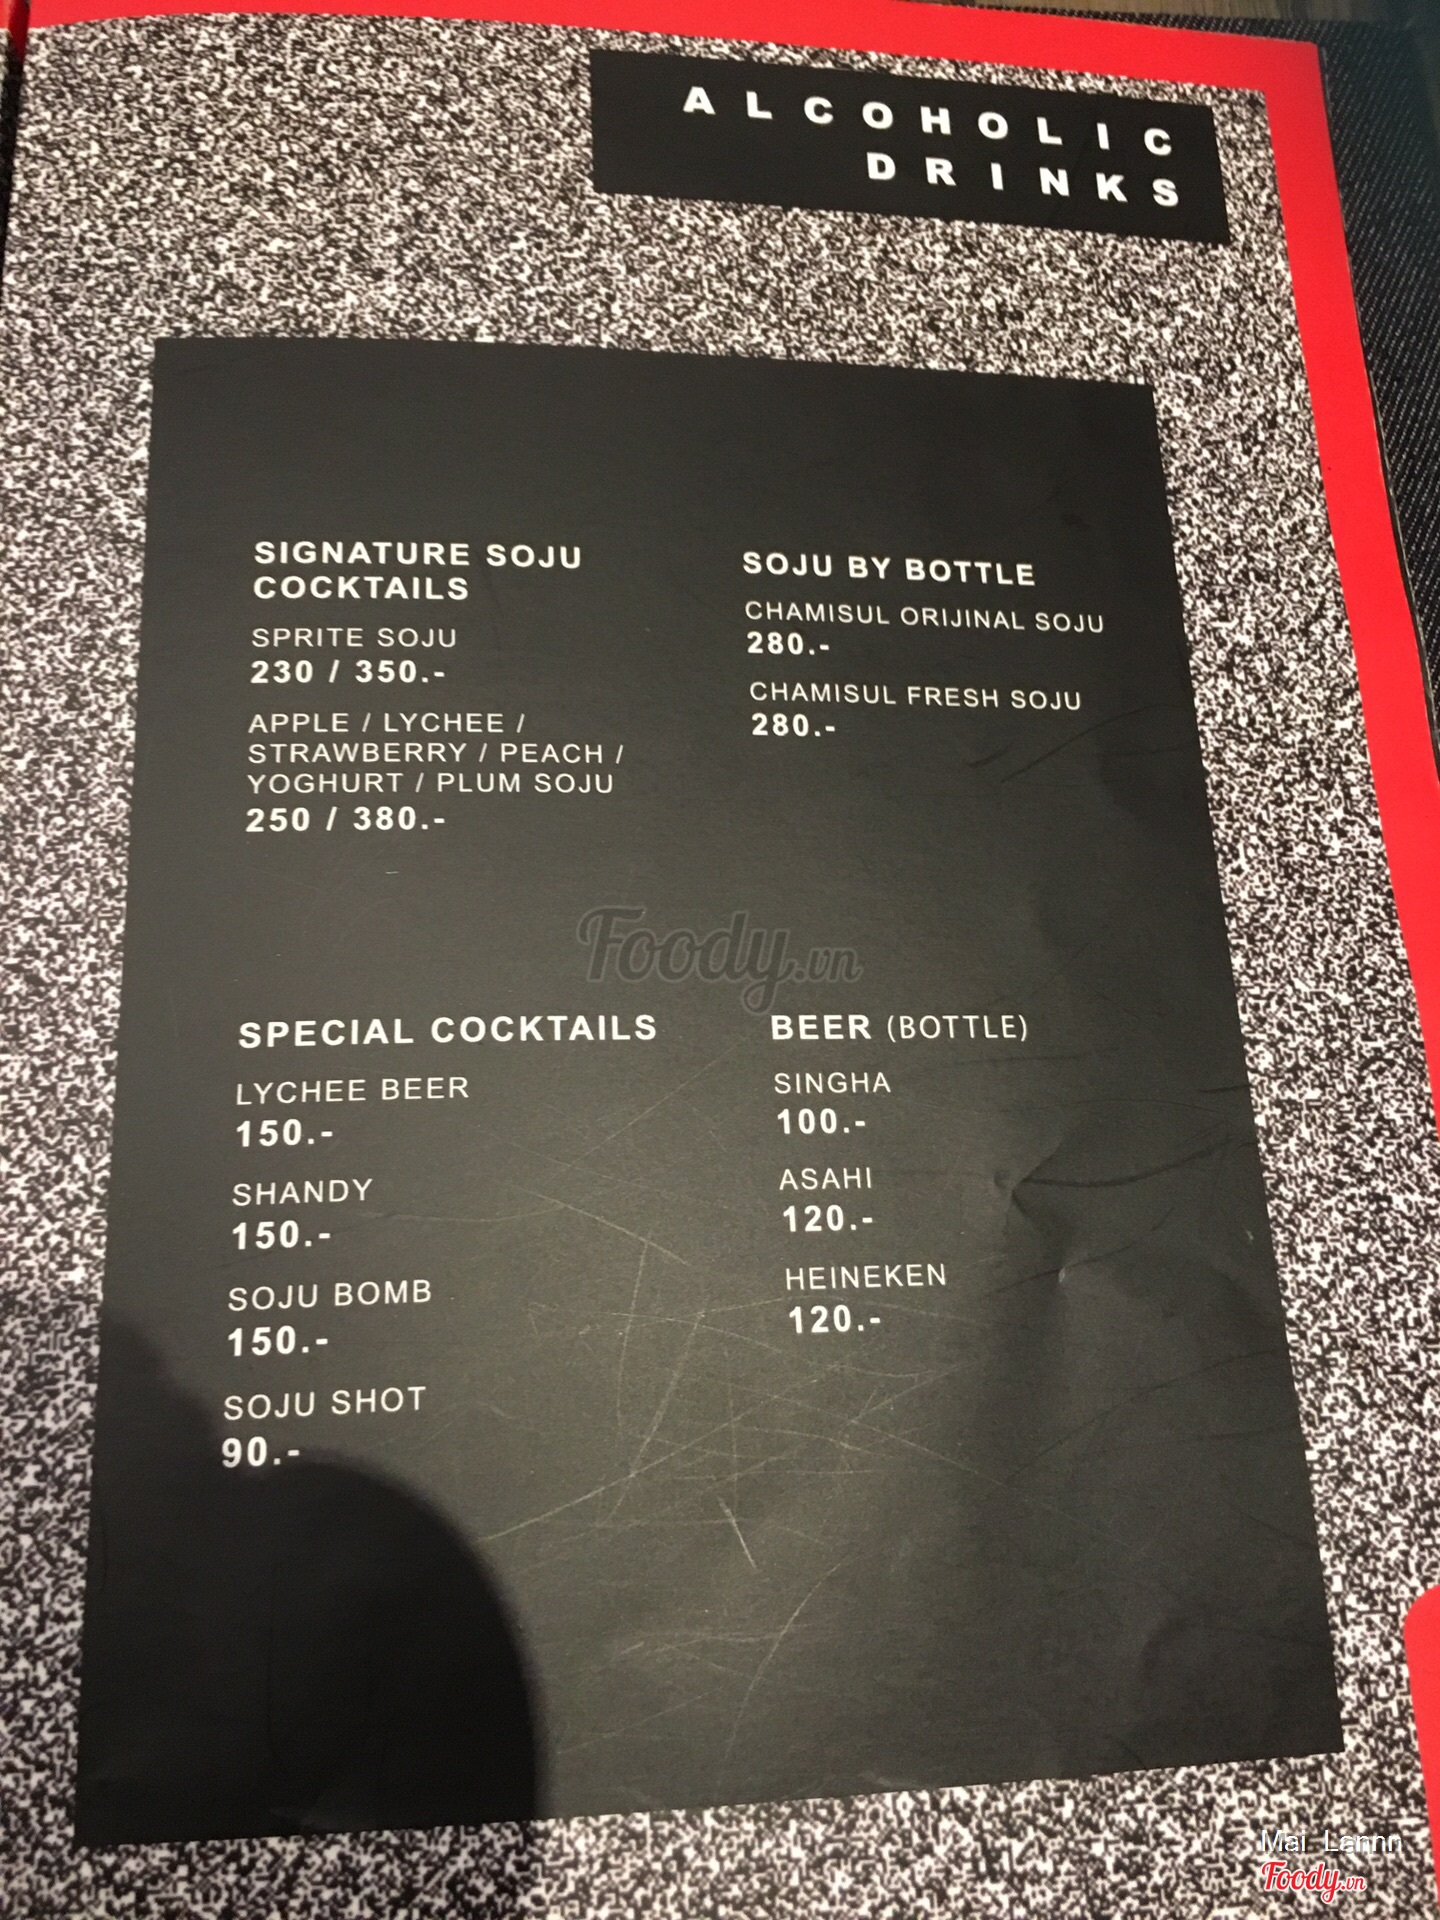 ALCOHOLIC
DRINKS
SIGNATURE SOJU
COCKTAILS
SPRITE SOJU
230 / 350.-
APPLE / LYCHEE /
STRAWBERRY / PEACH /
YOGHURT / PLUM SOJU
250 / 380.-
SOJU BY BOTTLE
CHAMISUL ORIJINAL SOJU
280.-
CHAMISUL FRESH SOJU
280.-
Foody.vn
SPECIAL COCKTAILS
LYCHEE BEER
150.-
SHANDY
150.-
SOJU BOMB
150.-
SOJU SHOT
90.-
BEER (BOTTLE)
SINGHA
100.-
ASAHI
120.-
HEINEKEN
120.-
Mai Lannn
Foody.vn